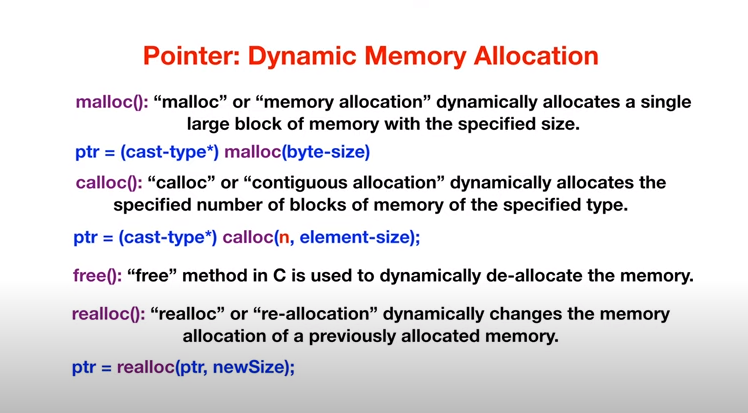 Pointer: Dynamic Memory Allocation
malloc(): “malloc” or “memory allocation” dynamically allocates a single
large block of memory with the specified size.
ptr = (cast-type*) malloc(byte-size)
calloc(): “calloc” or “contiguous allocation” dynamically allocates the
specified number of blocks of memory of the specified type.
ptr = (cast-type*) calloc(n, element-size);
free(): “free” method in C is used to dynamically de-allocate the memory.
realloc(): “realloc” or “re-allocation” dynamically changes the memory
allocation of a previously allocated memory.
ptr = realloc(ptr, newSize);